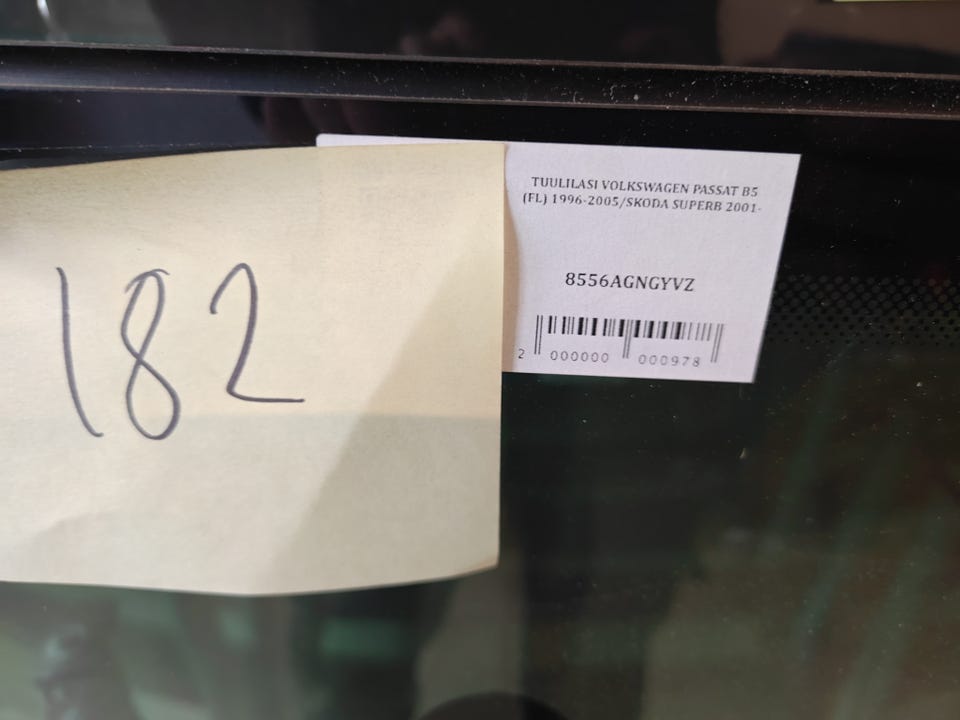 182
TUULILASI VOLKSWAGEN PASSAT B5
(FL) 1996-2005/SKODA SUPERB 2001-
8556AGNGYVZ
2 000000 000978